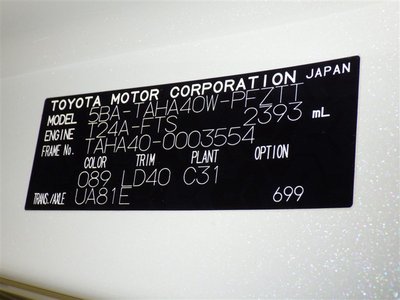 TOYOTA MOTOR CORPORATION JAPAN
MODEL 5BA-TAHA40W-PFZTT
ENGINE T24A-FTS 2393 mL
FRAME No. TAHA40-0003554
COLOR TRIM PLANT OPTION
089 LD40 C31
TRANS./AXLE UA81E 699